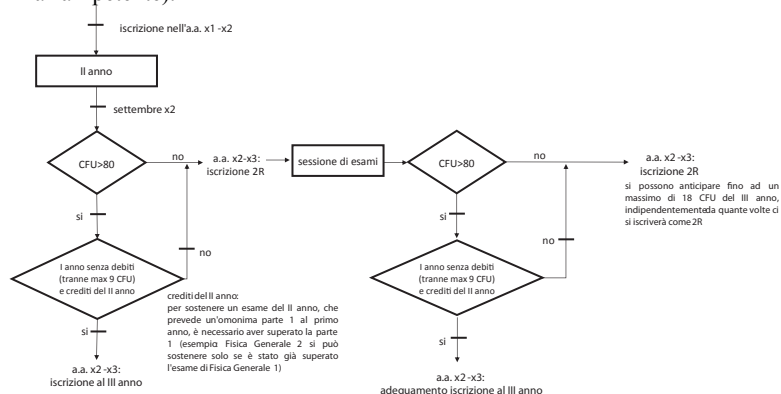 iscrizione nell'a.a. x1-x2
II anno
settembre x2
CFU>80
no
a.a. x2-x3:
iscrizione 2R
sessione di esami
CFU>80
no
a.a. x2-x3:
iscrizione 2R
si possono anticipare fino ad un
massimo di 18 CFU del III anno,
indipendentemente da quante volte ci
si iscriverà come 2R
si
si
no
no
I anno senza debiti
(tranne max 9 CFU)
e crediti del II anno
I anno senza debiti
(tranne max 9 CFU)
e crediti del II anno
crediti del II anno:
per sostenere un esame del II anno, che
prevede un'omonima parte 1 al primo
anno, è necessario aver superato la parte
1 (esempio: Fisica Generale 2 si può
sostenere solo se è stato già superato
l'esame di Fisica Generale 1)
si
si
a.a. x2-x3:
iscrizione al III anno
a.a. x2-x3:
adeguamento iscrizione al III anno